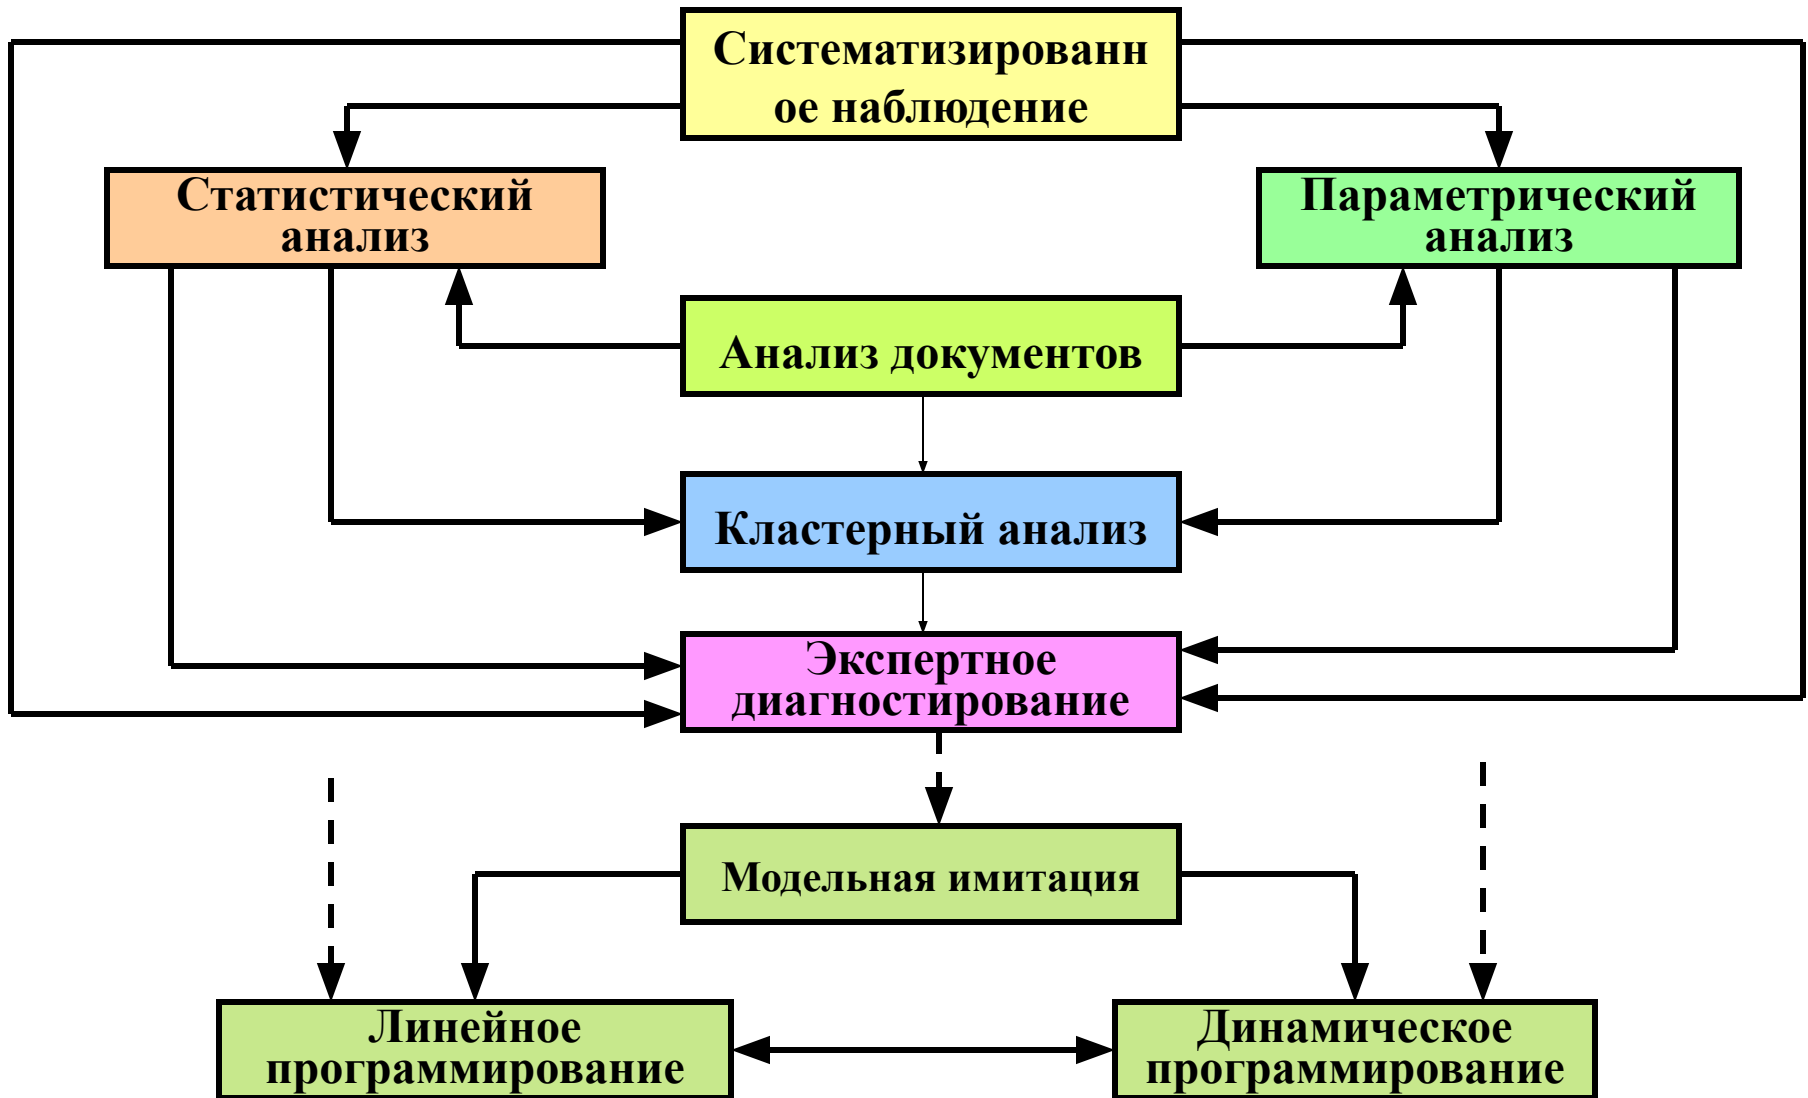 Систематизированн
ое наблюдение
Статистический
анализ
Параметрический
анализ
Анализ документов
Кластерный анализ
Экспертное
диагностирование
Модельная имитация
Линейное
программирование
Динамическое
программирование